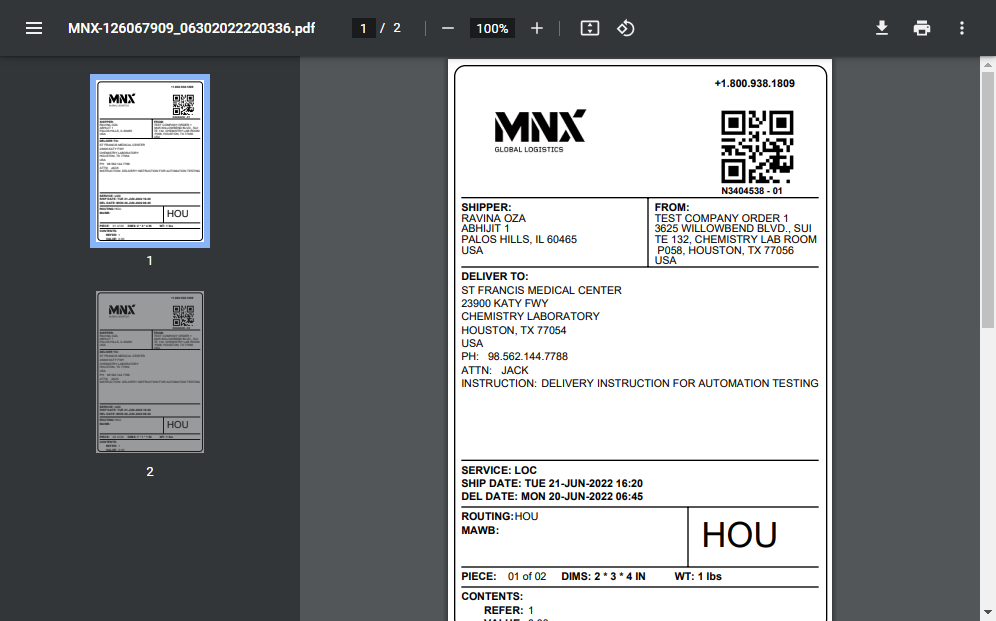 MNX-126067909_06302022220336.pdf
1 / 2
100%
1
2
+1.800.938.1809
MNX
GLOBAL LOGISTICS
N3404538 - 01
SHIPPER:
RAVINA OZA
ABHIJIT 1
PALOS HILLS, IL 60465
USA
FROM:
TEST COMPANY ORDER 1
3625 WILLOWBEND BLVD., SUI
TE 132, CHEMISTRY LAB ROOM
P058, HOUSTON, TX 77056
USA
DELIVER TO:
ST FRANCIS MEDICAL CENTER
23900 KATY FWY
CHEMISTRY LABORATORY
HOUSTON, TX 77054
USA
PH: 98.562.144.7788
ATTN: JACK
INSTRUCTION: DELIVERY INSTRUCTION FOR AUTOMATION TESTING
SERVICE: LOC
SHIP DATE: TUE 21-JUN-2022 16:20
DEL DATE: MON 20-JUN-2022 06:45
ROUTING:HOU
MAWB:
HOU
PIECE: 01 of 02 DIMS: 2 * 3 * 4 IN WT: 1 lbs
CONTENTS:
REFER: 1